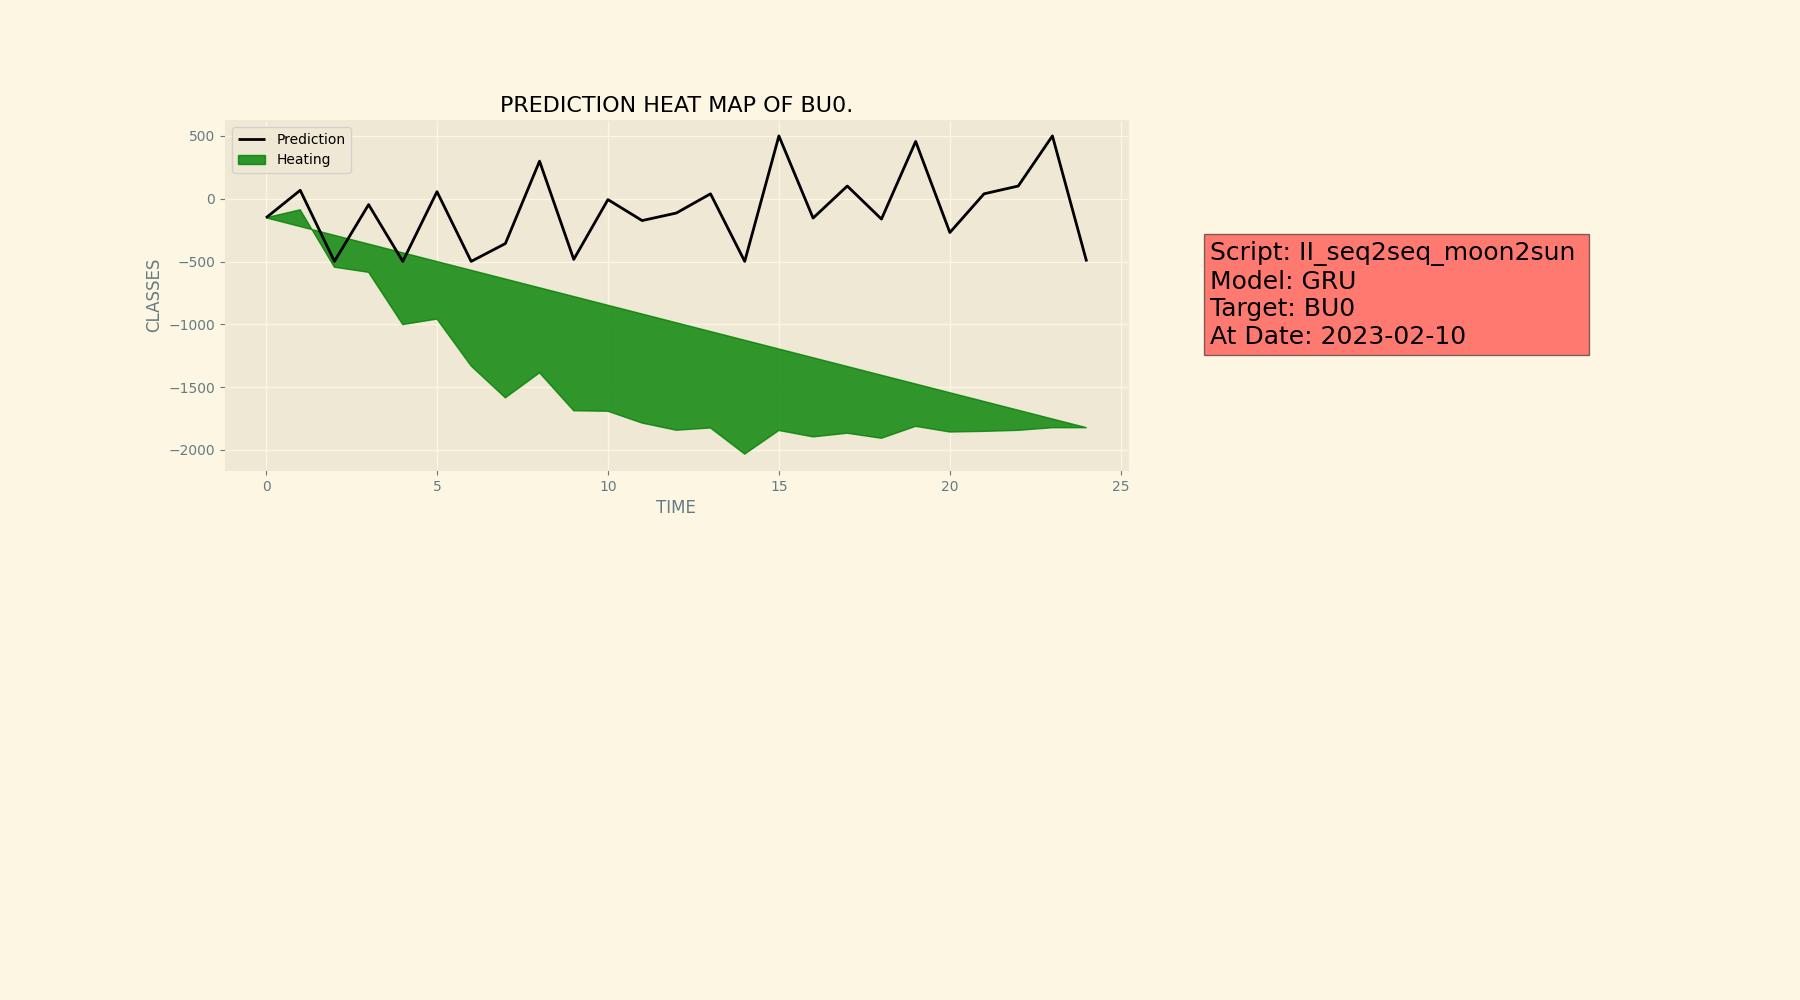 PREDICTION HEAT MAP OF BU0.
Prediction
Heating
500
0
−500
−1000
−1500
−2000
CLASSES
0 5 10 15 20 25
TIME
Script: II_seq2seq_moon2sun
Model: GRU
Target: BU0
At Date: 2023-02-10